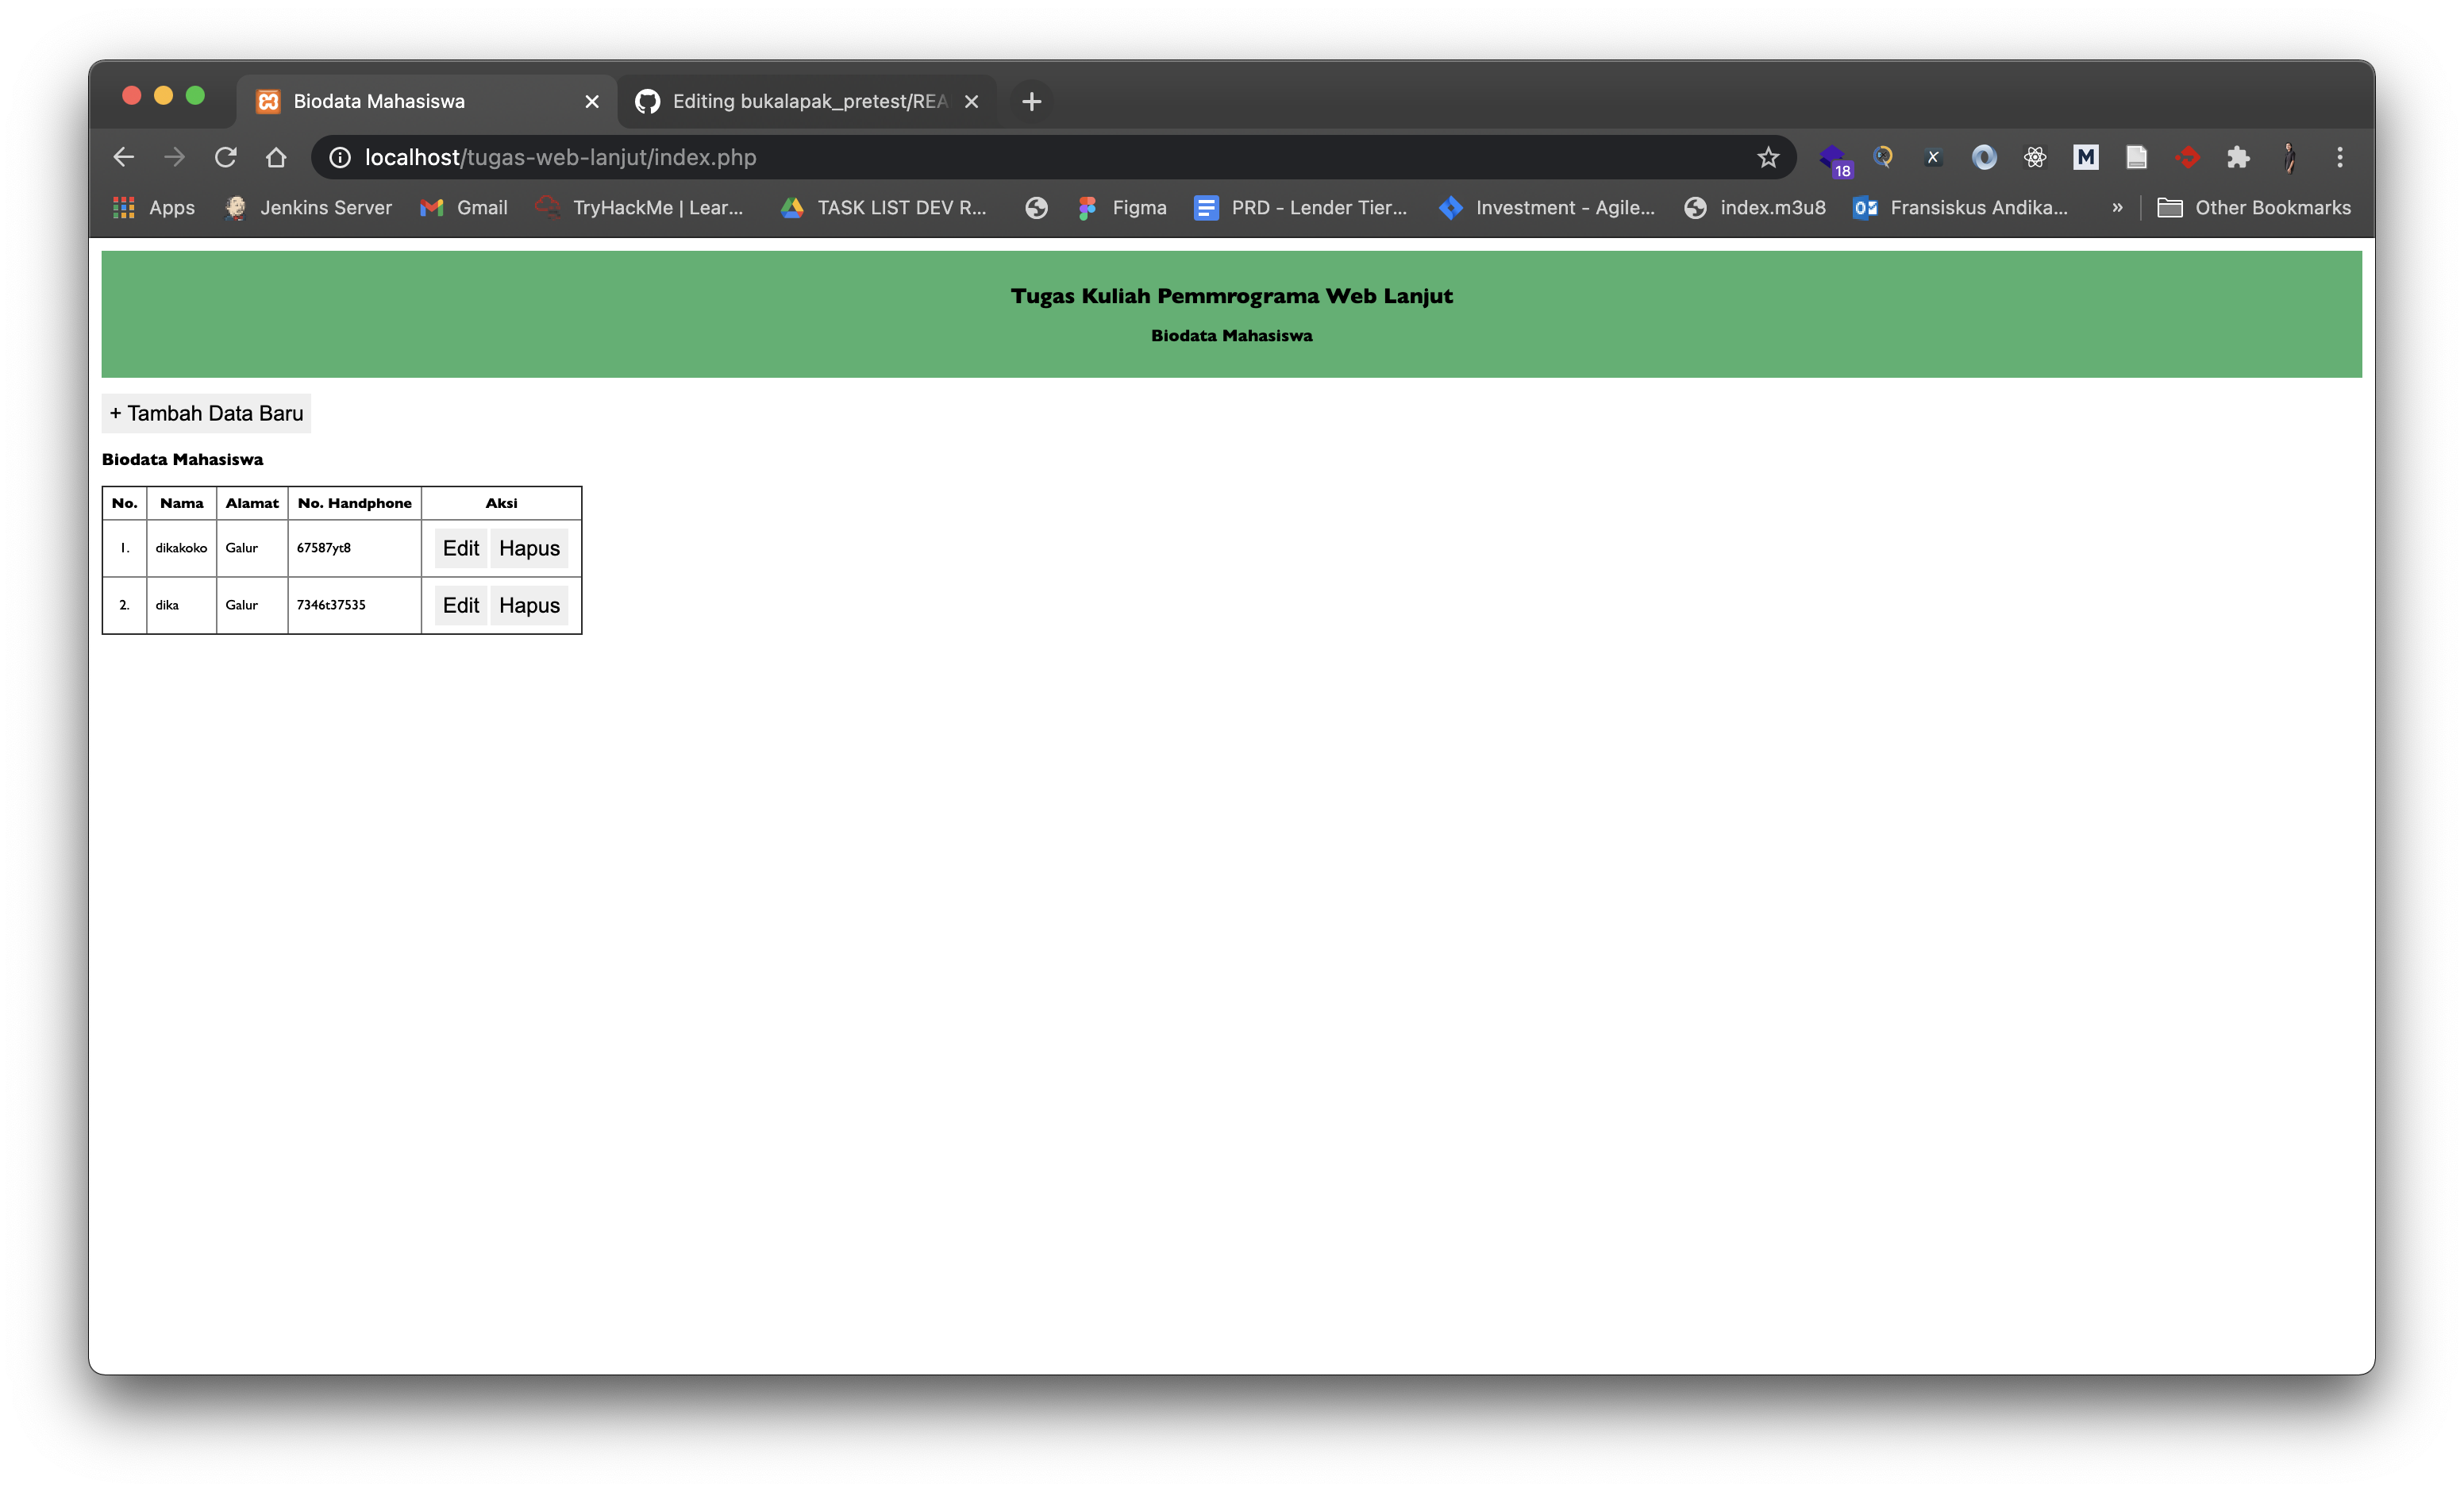 Biodata Mahasiswa
Editing bukalapak_pretest/REA
localhost/tugas-web-lanjut/index.php
18
M
Apps Jenkins Server Gmail TryHackMe | Lear... TASK LIST DEV R... Figma PRD - Lender Tier... Investment - Agile... index.m3u8 Fransiskus Andika... » Other Bookmarks
Tugas Kuliah Pemmrograma Web Lanjut
Biodata Mahasiswa
+ Tambah Data Baru
Biodata Mahasiswa
No. Nama Alamat No. Handphone Aksi
1. dikakoko Galur 67587yt8 Edit Hapus
2. dika Galur 7346t37535 Edit Hapus